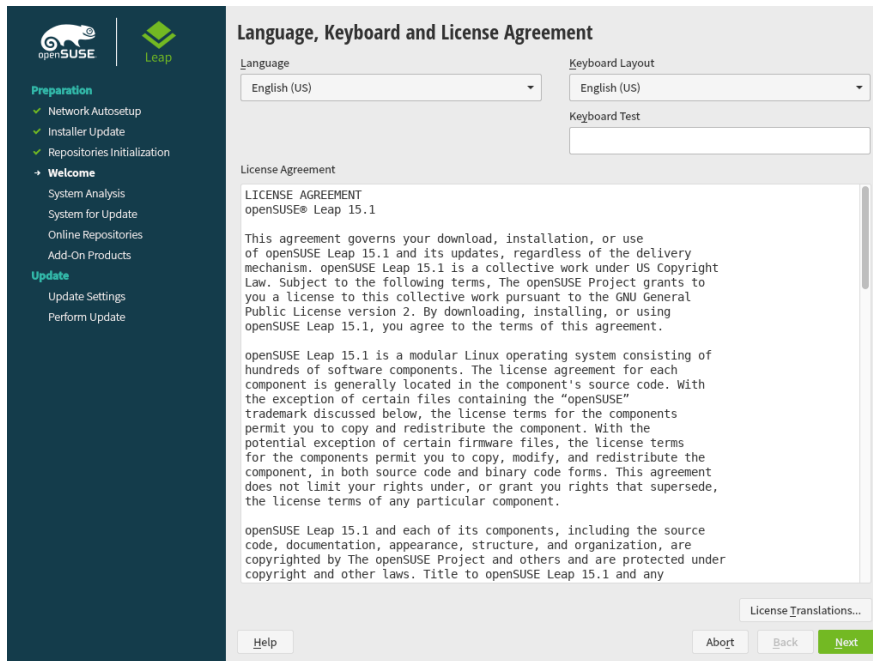 openSUSE
Leap
Preparation
Network Autosetup
Installer Update
Repositories Initialization
Welcome
System Analysis
System for Update
Online Repositories
Add-On Products
Update
Update Settings
Perform Update
Language, Keyboard and License Agreement
Language
English (US)
Keyboard Layout
English (US)
Keyboard Test
License Agreement
LICENSE AGREEMENT
openSUSE® Leap 15.1
This agreement governs your download, installation, or use
of openSUSE Leap 15.1 and its updates, regardless of the delivery
mechanism. openSUSE Leap 15.1 is a collective work under US Copyright
Law. Subject to the following terms, The openSUSE Project grants to
you a license to this collective work pursuant to the GNU General
Public License version 2. By downloading, installing, or using
openSUSE Leap 15.1, you agree to the terms of this agreement.
openSUSE Leap 15.1 is a modular Linux operating system consisting of
hundreds of software components. The license agreement for each
component is generally located in the component's source code. With
the exception of certain files containing the “openSUSE”
trademark discussed below, the license terms for the components
permit you to copy and redistribute the component. With the
potential exception of certain firmware files, the license terms
for the components permit you to copy, modify, and redistribute the
component, in both source code and binary code forms. This agreement
does not limit your rights under, or grant you rights that supersede,
the license terms of any particular component.
openSUSE Leap 15.1 and each of its components, including the source
code, documentation, appearance, structure, and organization, are
copyrighted by The openSUSE Project and others and are protected under
copyright and other laws. Title to openSUSE Leap 15.1 and any
License Translations...
Help
Abort
Back
Next